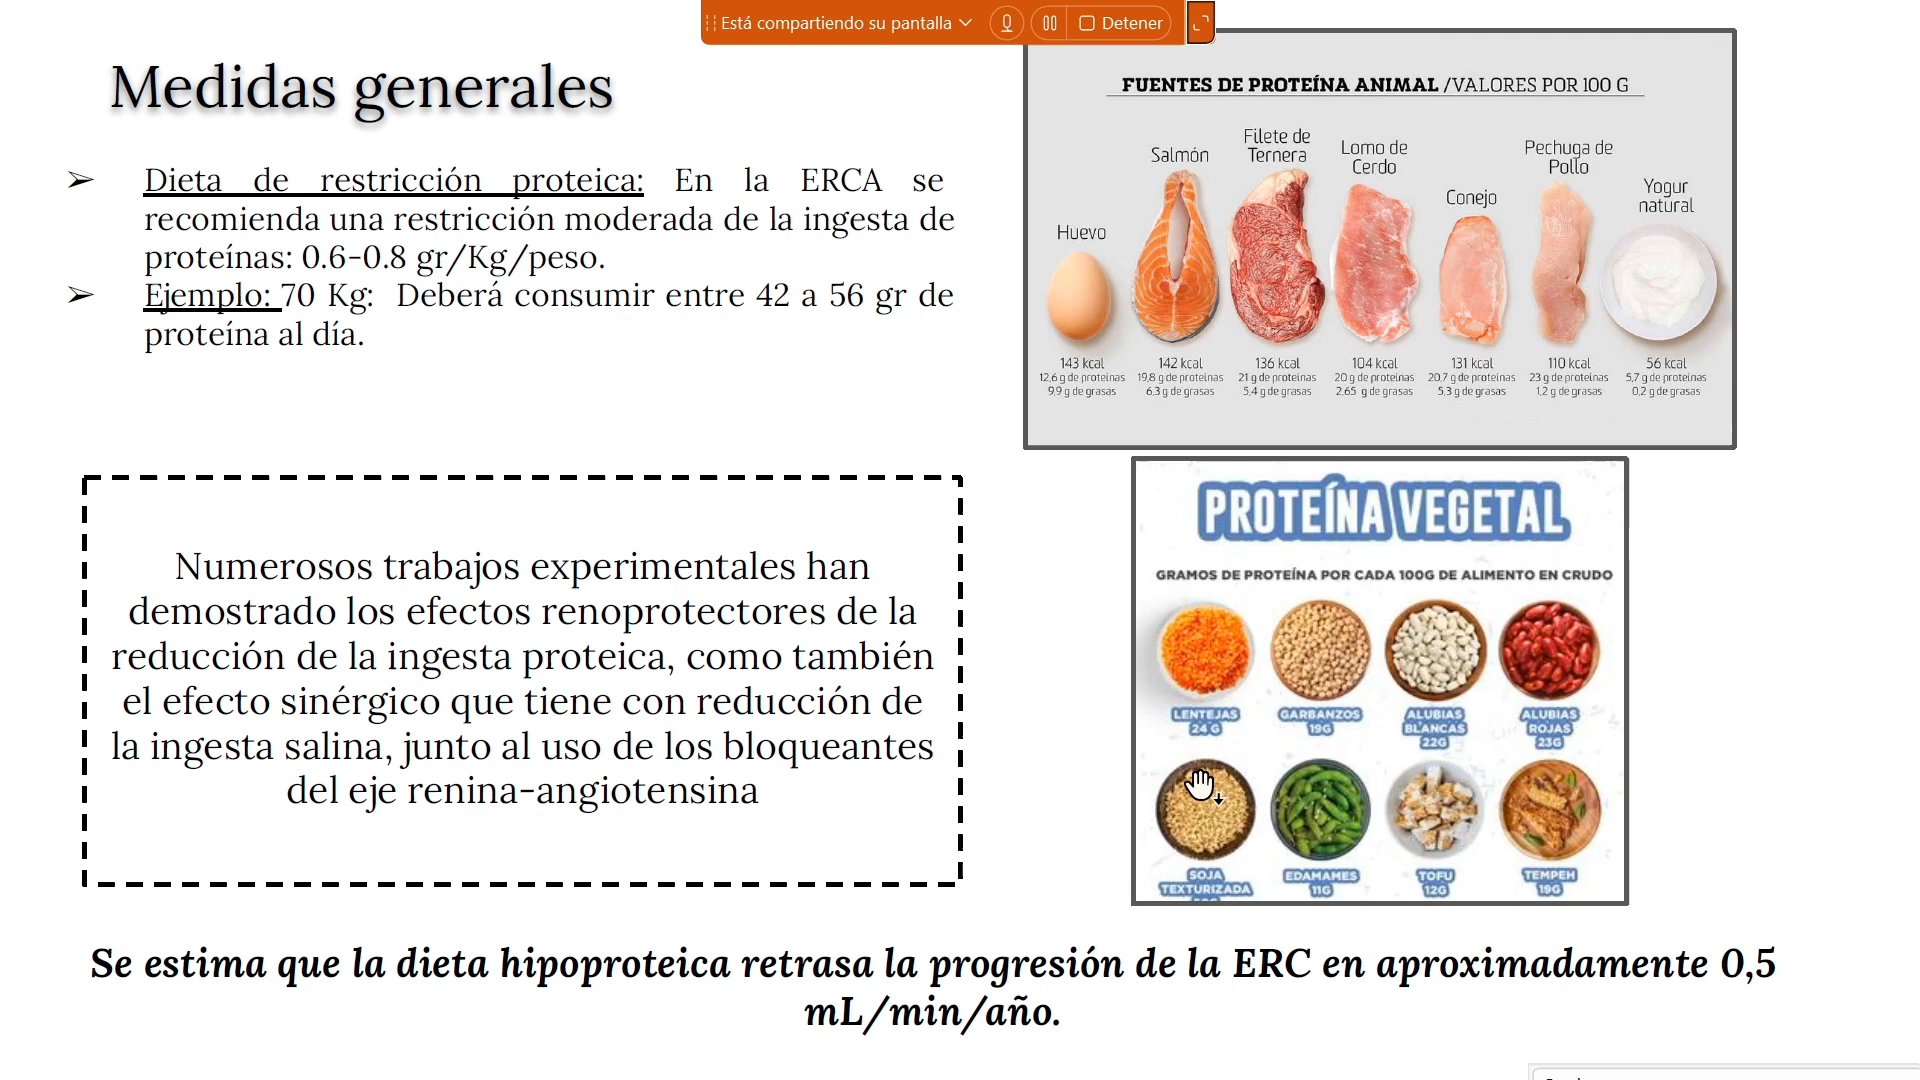 Está compartiendo su pantalla
Detener
Medidas generales
➢ Dieta de restricción proteica: En la ERCA se
recomienda una restricción moderada de la ingesta de
proteínas: 0.6-0.8 gr/Kg/peso.
➢ Ejemplo: 70 Kg: Deberá consumir entre 42 a 56 gr de
proteína al día.
Numerosos trabajos experimentales han
demostrado los efectos renoprotectores de la
reducción de la ingesta proteica, como también
el efecto sinérgico que tiene con reducción de
la ingesta salina, junto al uso de los bloqueantes
del eje renina-angiotensina
FUENTES DE PROTEÍNA ANIMAL /VALORES POR 100 G
Huevo
143 kcal
12,6 g de proteínas
9,9 g de grasas
Salmón
142 kcal
19,8 g de proteínas
6,3 g de grasas
Filete de
Ternera
136 kcal
21 g de proteínas
5,4 g de grasas
Lomo de
Cerdo
104 kcal
20 g de proteínas
2,65 g de grasas
Conejo
131 kcal
20,7 g de proteínas
5,3 g de grasas
Pechuga de
Pollo
110 kcal
23 g de proteínas
1,2 g de grasas
Yogur
natural
56 kcal
5,7 g de proteínas
0,2 g de grasas
PROTEÍNA VEGETAL
GRAMOS DE PROTEÍNA POR CADA 100G DE ALIMENTO EN CRUDO
LENTEJAS
24 G
GARBANZOS
19G
ALUBIAS
BLANCAS
22G
ALUBIAS
ROJAS
23G
SOJA
TEXTURIZADA
EDAMAMES
11G
TOFU
12G
TEMPEH
19G
Se estima que la dieta hipoproteica retrasa la progresión de la ERC en aproximadamente 0,5
mL/min/año.